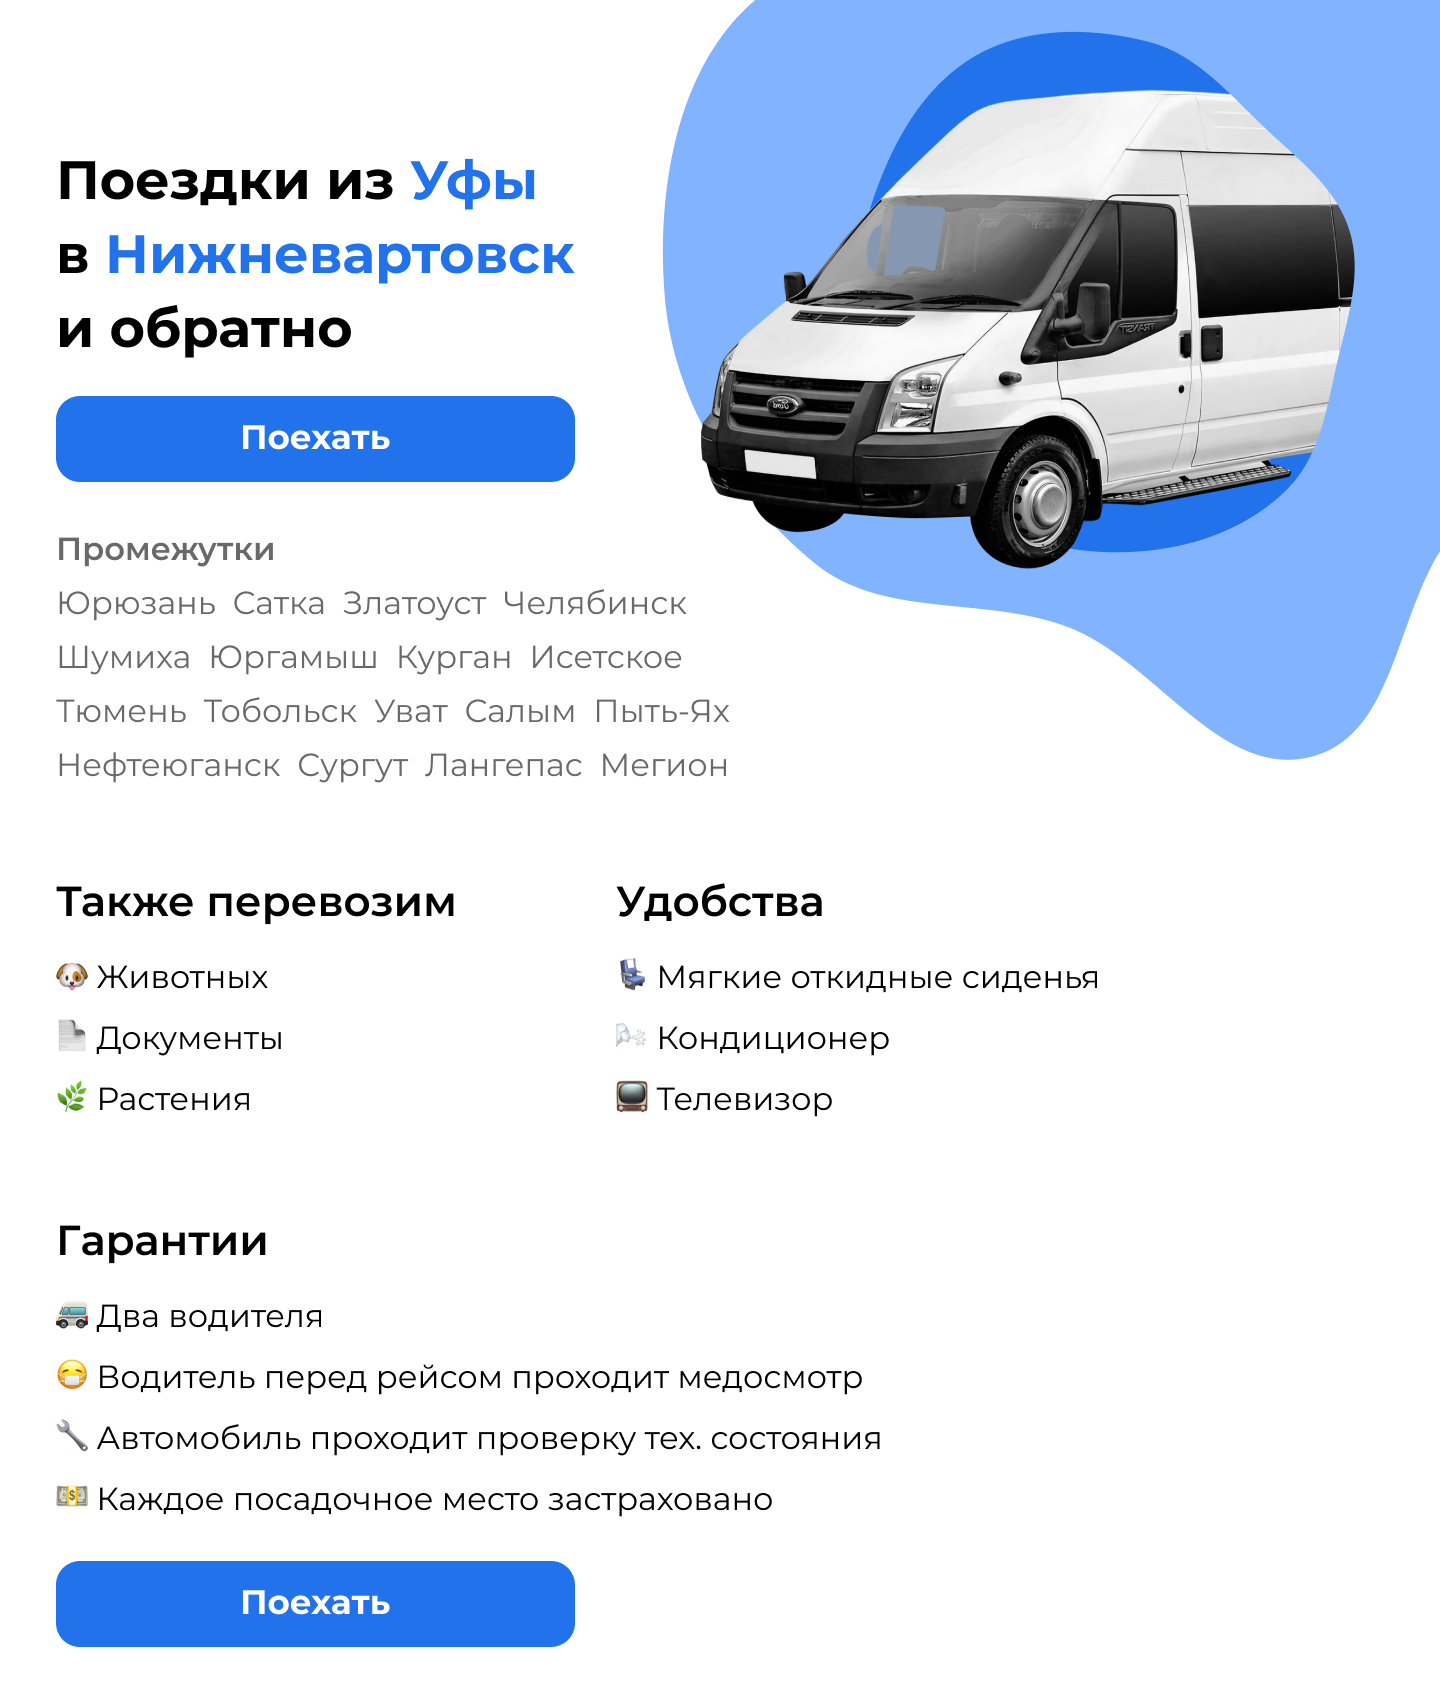 Поездки из Уфы
в Нижневартовск
и обратно
Поехать
Промежутки
Юрюзань Сатка Златоуст Челябинск
Шумиха Юргамыш Курган Исетское
Тюмень Тобольск Уват Салым Пыть-Ях
Нефтеюганск Сургут Лангепас Мегион
Также перевозим
Животных
Документы
Растения
Удобства
Мягкие откидные сиденья
Кондиционер
Телевизор
Гарантии
Два водителя
Водитель перед рейсом проходит медосмотр
Автомобиль проходит проверку тех. состояния
Каждое посадочное место застраховано
Поехать
TRANSIT
Ford